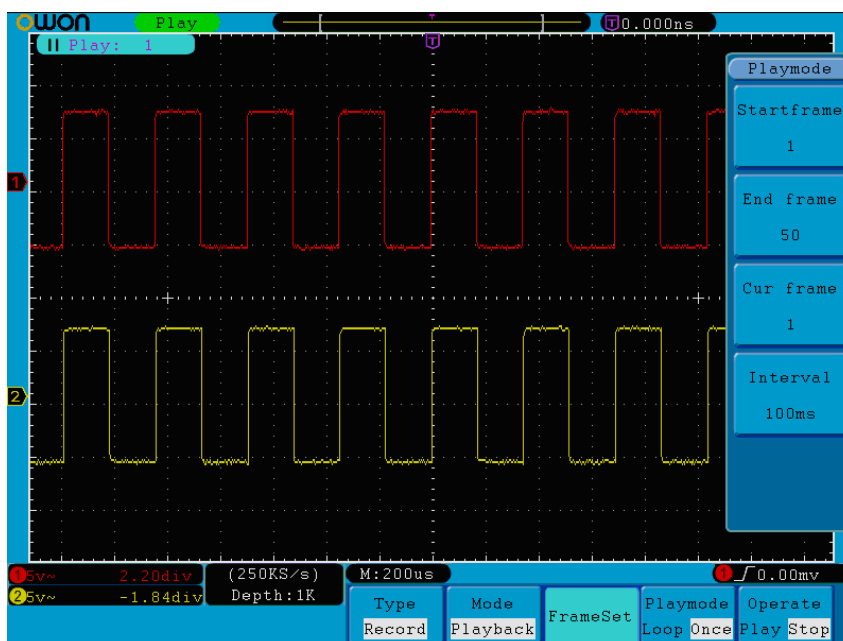 OWON Play T 0.000ns
Play: 1
T
Playmode
Startframe
1
End frame
50
Cur frame
1
Interval
100ms
1
2
1 5v~ 2.20div (250KS/s) M:200us 1 0.00mv
2 5v~ -1.84div Depth:1K
Type Mode FrameSet Playmode Operate
Record Playback Loop Once Play Stop